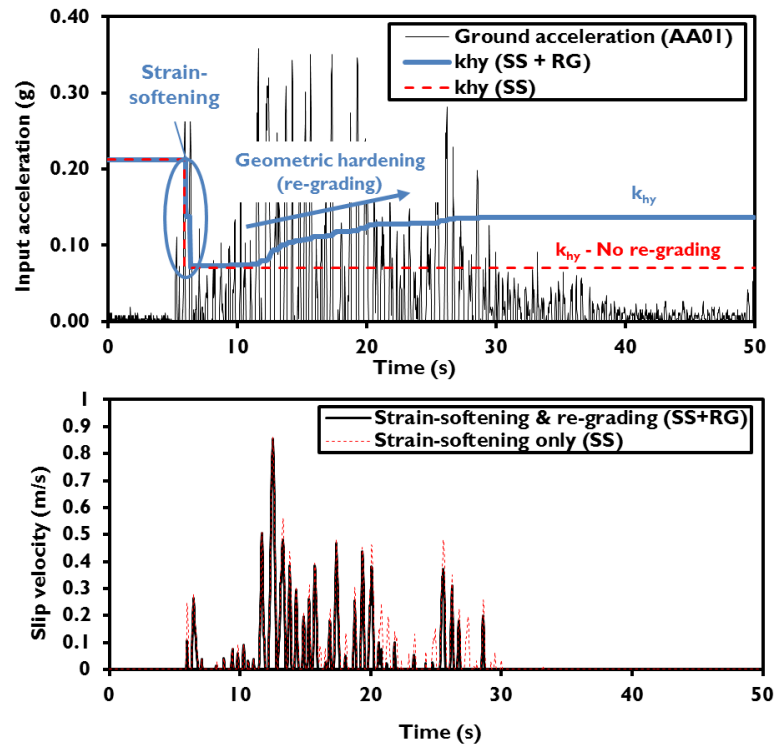 Ground acceleration (AA01)
khy (SS + RG)
khy (SS)
Strain-
softening
Geometric hardening
(re-grading)
khy
khy - No re-grading
Input acceleration (g)
0.40
0.30
0.20
0.10
0.00
0 10 20 30 40 50
Time (s)
Strain-softening & re-grading (SS+RG)
Strain-softening only (SS)
Slip velocity (m/s)
1
0.9
0.8
0.7
0.6
0.5
0.4
0.3
0.2
0.1
0
0 10 20 30 40 50
Time (s)